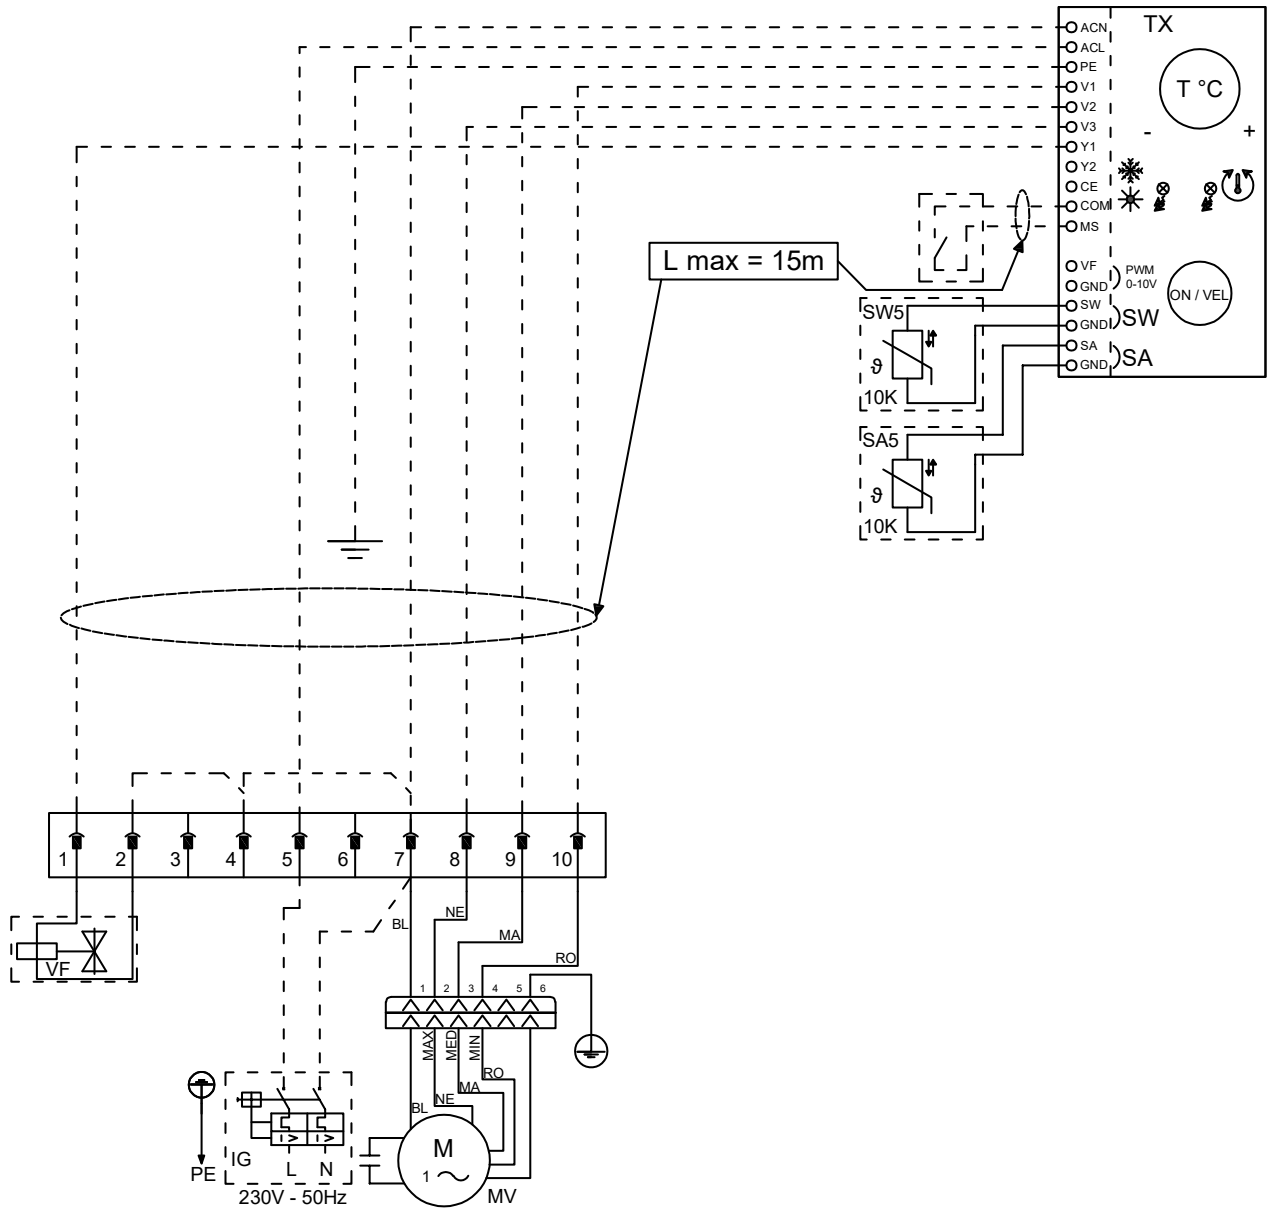 TX
ACN
ACL
PE
V1
V2
V3
Y1
Y2
CE
COM
MS
VF
GND
SW
GND
SA
GND
T °C
- +
PWM
0-10V
ON / VEL
SW
SA
L max = 15m
SW5
ϑ
10K
SA5
ϑ
10K
1 2 3 4 5 6 7 8 9 10
VF
BL
NE
MA
RO
1 2 3 4 5 6
MAX
MED
MIN
RO
MA
NE
BL
M
1
MV
PE
IG
L N
230V - 50Hz